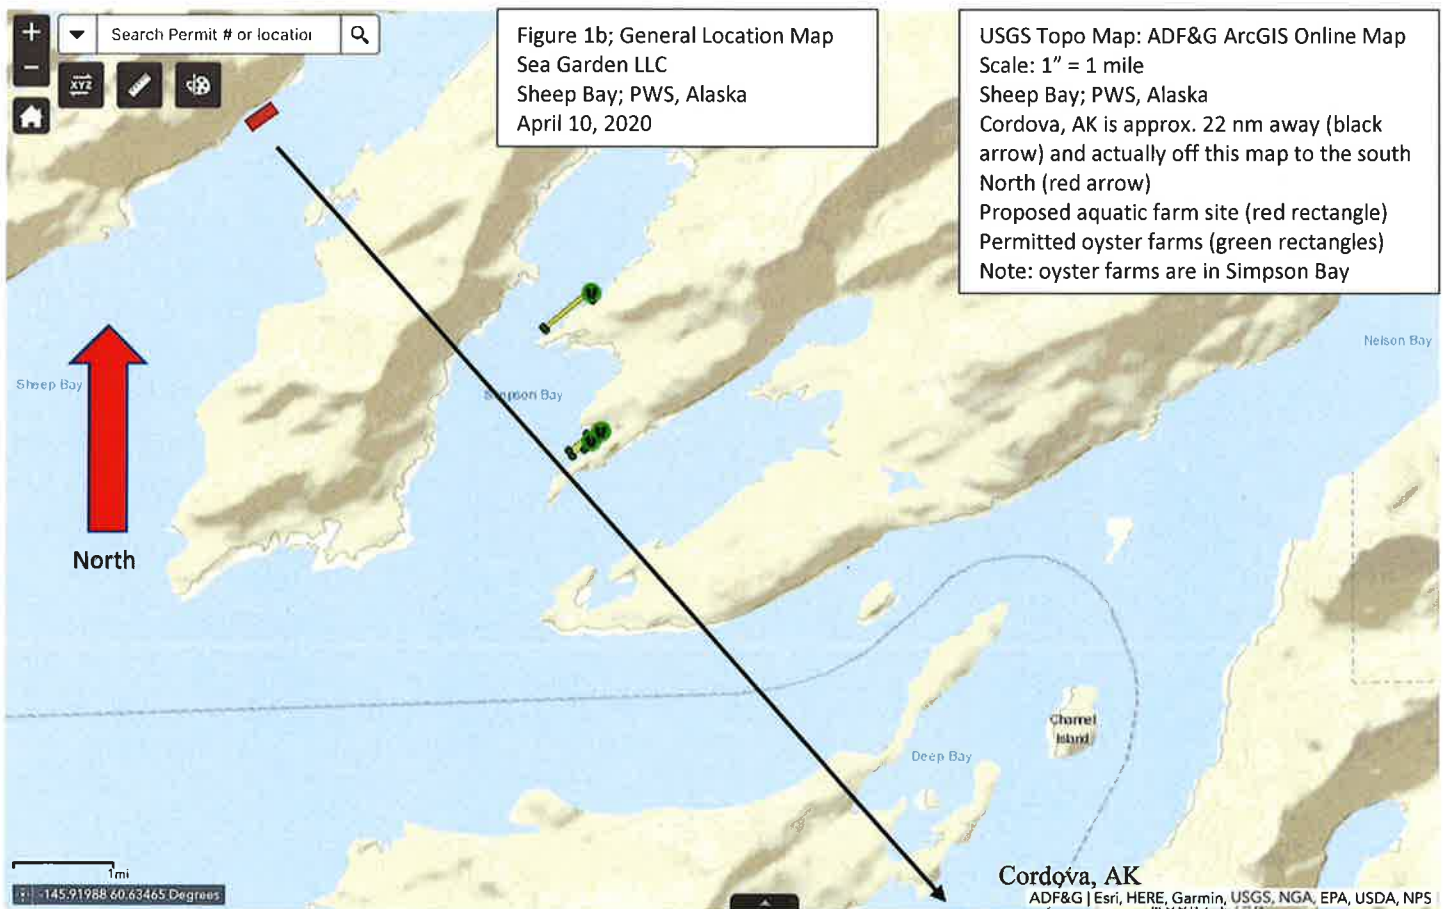 +
Search Permit # or location
−
XYZ
Figure 1b; General Location Map
Sea Garden LLC
Sheep Bay; PWS, Alaska
April 10, 2020
USGS Topo Map: ADF&G ArcGIS Online Map
Scale: 1" = 1 mile
Sheep Bay; PWS, Alaska
Cordova, AK is approx. 22 nm away (black
arrow) and actually off this map to the south
North (red arrow)
Proposed aquatic farm site (red rectangle)
Permitted oyster farms (green rectangles)
Note: oyster farms are in Simpson Bay
Nelson Bay
Sheep Bay
Simpson Bay
North
Channel
Island
Deep Bay
1mi
-145.91988 60.63465 Degrees
Cordova, AK
ADF&G | Esri, HERE, Garmin, USGS, NGA, EPA, USDA, NPS